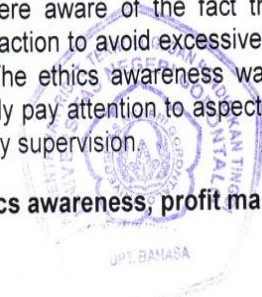 ere aware of the fact th
action to avoid excessive
The ethics awareness wa
ly pay attention to aspect
y supervision.
cs awareness, profit ma
UPT. BAHASA